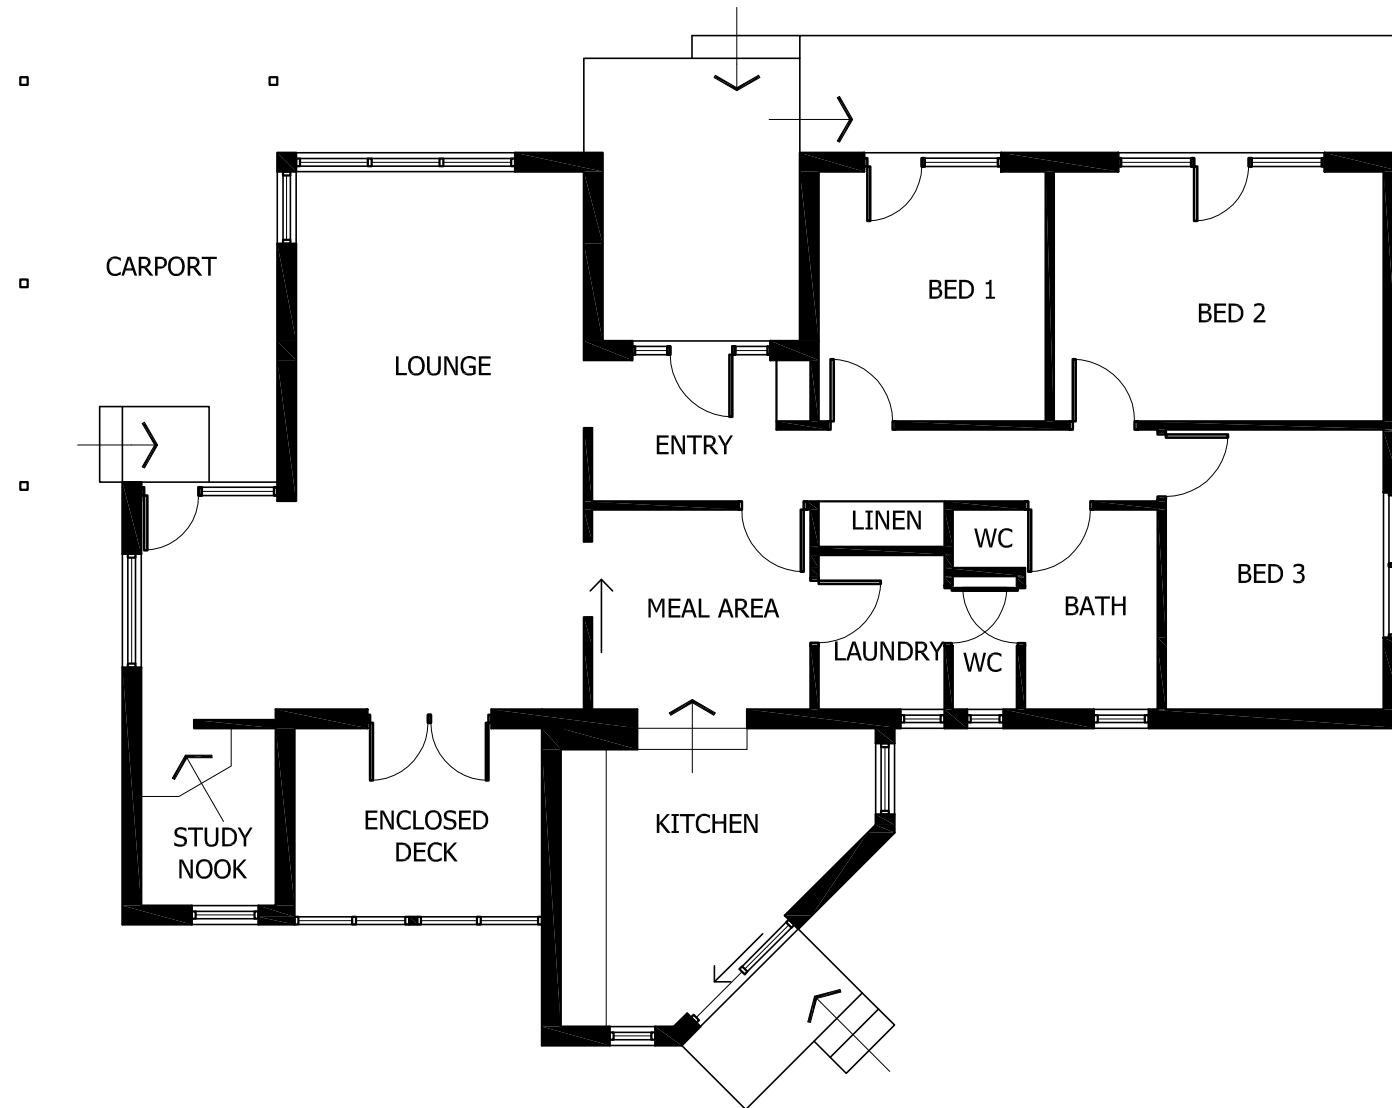 CARPORT
BED 1
BED 2
LOUNGE
ENTRY
LINEN
WC
BED 3
MEAL AREA
BATH
LAUNDRY
WC
ENCLOSED
DECK
KITCHEN
STUDY
NOOK